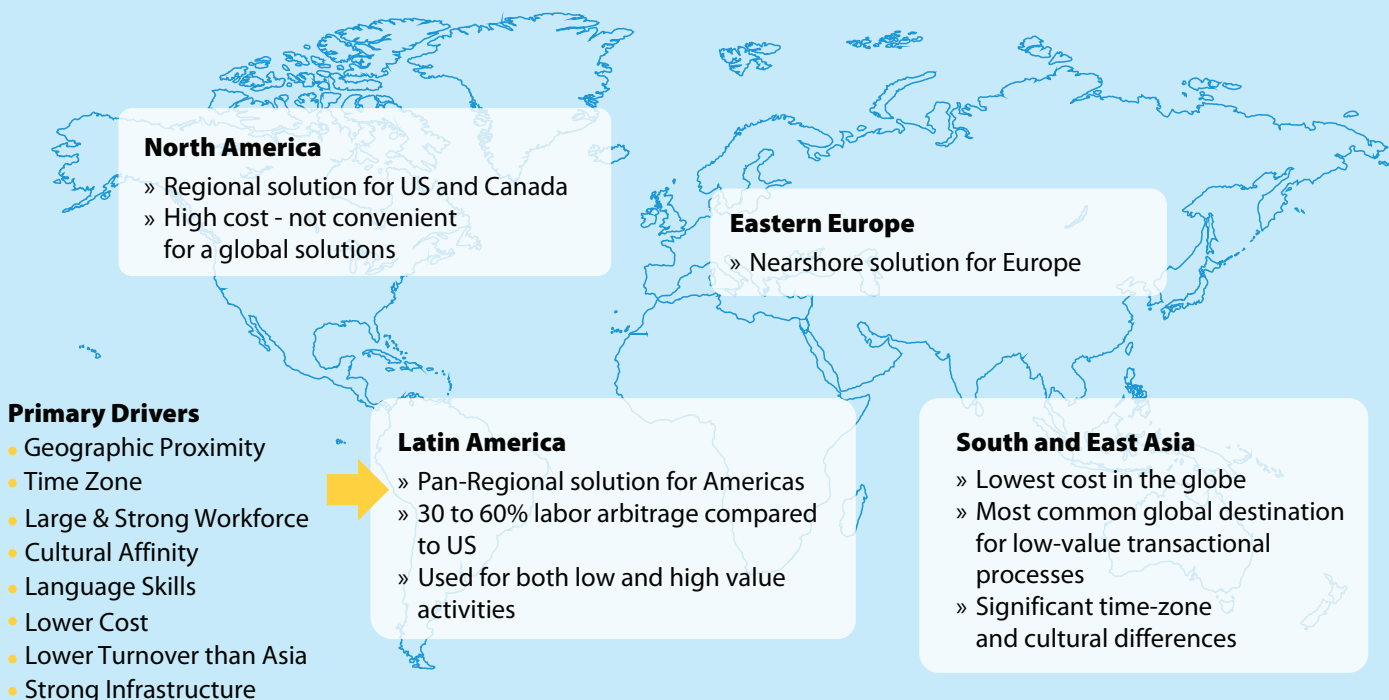 North America
» Regional solution for US and Canada
» High cost - not convenient
for a global solutions
Eastern Europe
» Nearshore solution for Europe
Primary Drivers
• Geographic Proximity
• Time Zone
• Large & Strong Workforce
• Cultural Affinity
• Language Skills
• Lower Cost
• Lower Turnover than Asia
• Strong Infrastructure
Latin America
» Pan-Regional solution for Americas
» 30 to 60% labor arbitrage compared
to US
» Used for both low and high value
activities
South and East Asia
» Lowest cost in the globe
» Most common global destination
for low-value transactional
processes
» Significant time-zone
and cultural differences